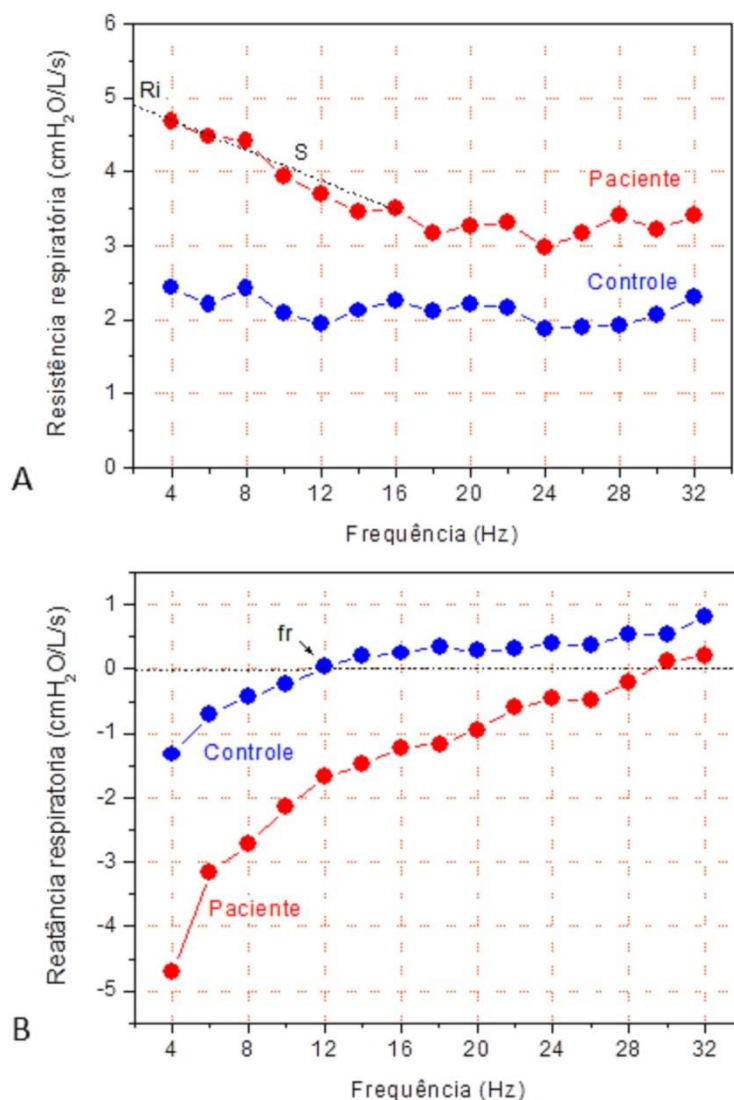 6
5
4
3
2
1
0
Resistência respiratória (cmH2O/L/s)
Ri
S
Paciente
Controle
4 8 12 16 20 24 28 32
Frequência (Hz)
A
1
0
-1
-2
-3
-4
-5
Reatância respiratoria (cmH2O/L/s)
fr
Controle
Paciente
4 8 12 16 20 24 28 32
Frequência (Hz)
B